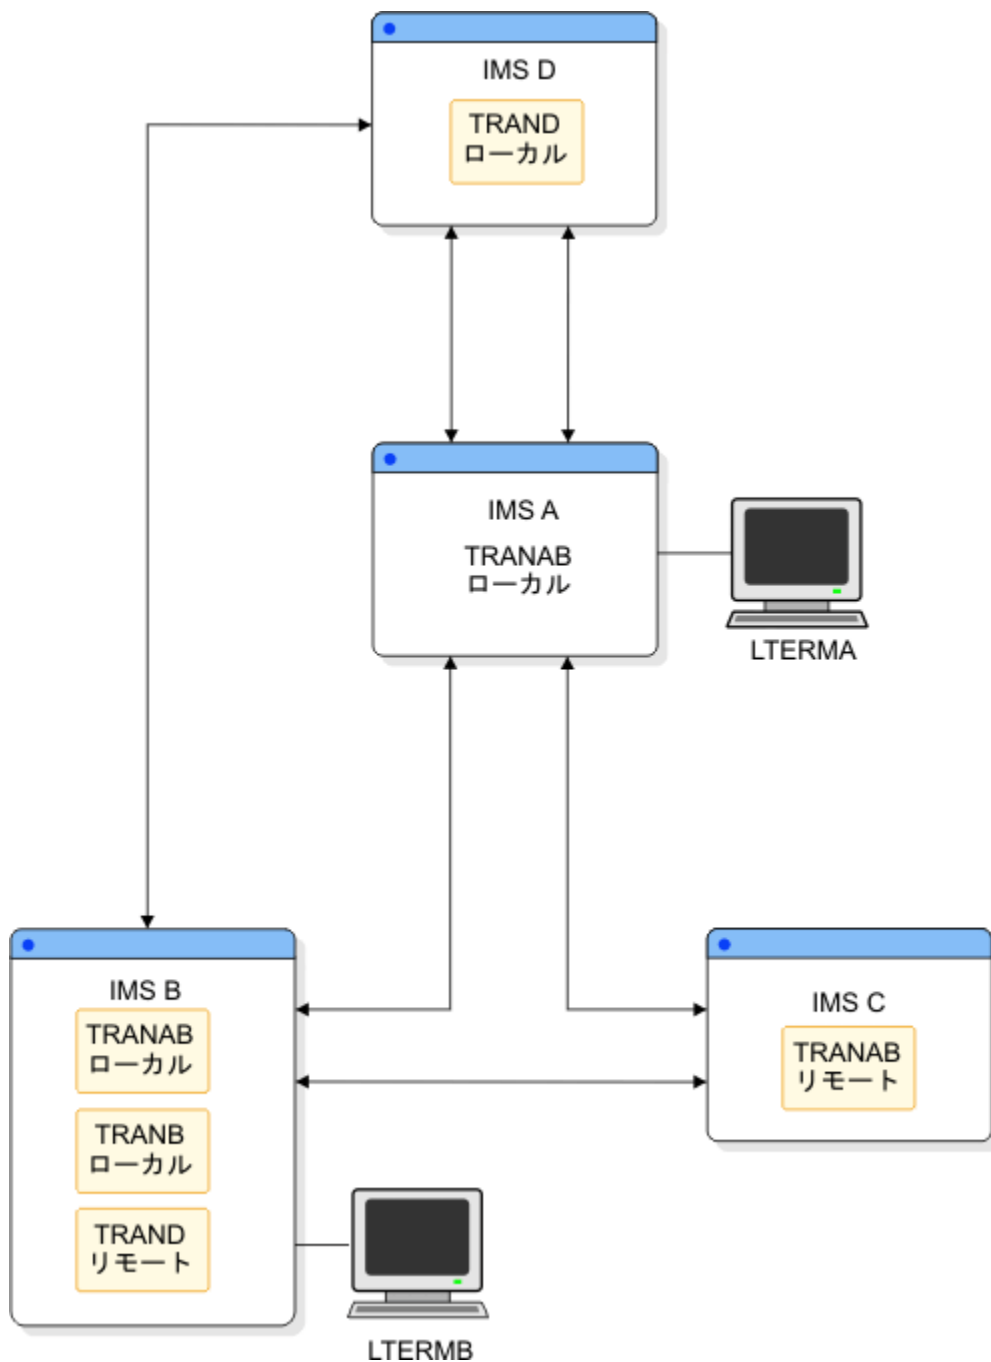 IMS D
TRAND
ローカル
IMS A
TRANAB
ローカル
LTERMA
IMS B
TRANAB
ローカル
TRANB
ローカル
TRAND
リモート
LTERMB
IMS C
TRANAB
リモート